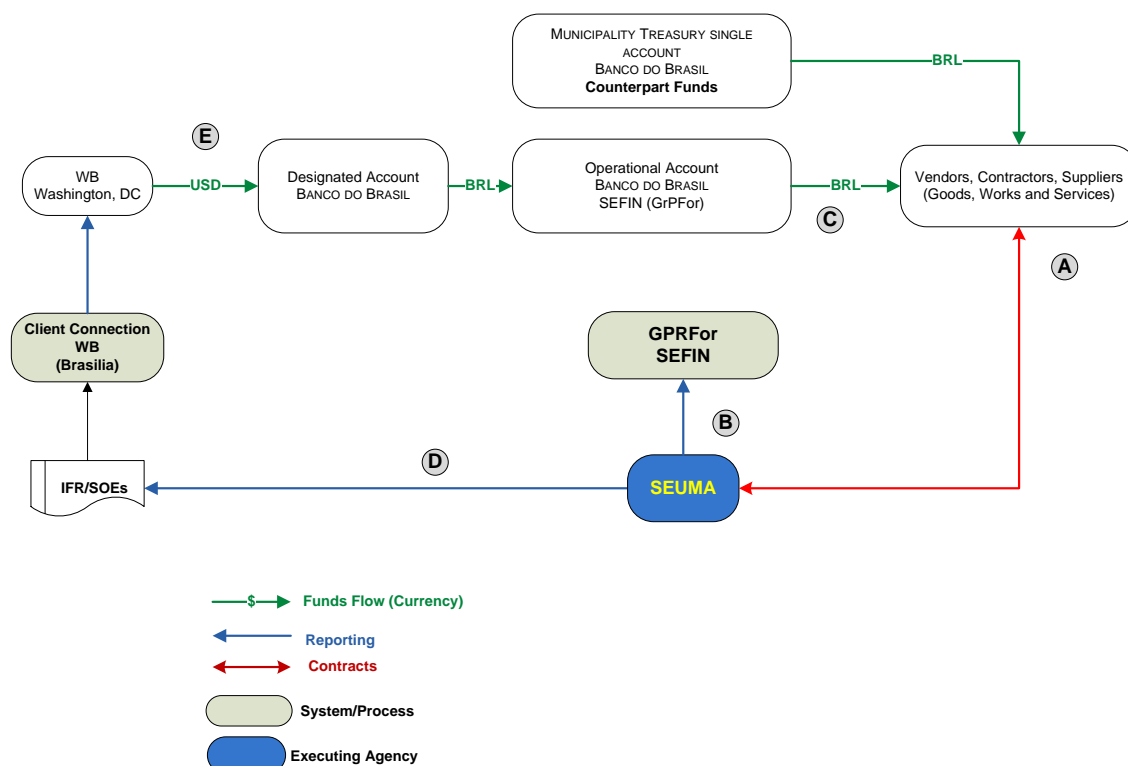 MUNICIPALITY TREASURY SINGLE
ACCOUNT
BANCO DO BRASIL
Counterpart Funds
BRL
E
WB
Washington, DC
USD
Designated Account
BANCO DO BRASIL
BRL
Operational Account
BANCO DO BRASIL
SEFIN (GrPFor)
BRL
Vendors, Contractors, Suppliers
(Goods, Works and Services)
C
A
Client Connection
WB
(Brasilia)
GPRFor
SEFIN
B
D
IFR/SOEs
SEUMA
$
Funds Flow (Currency)
Reporting
Contracts
System/Process
Executing Agency